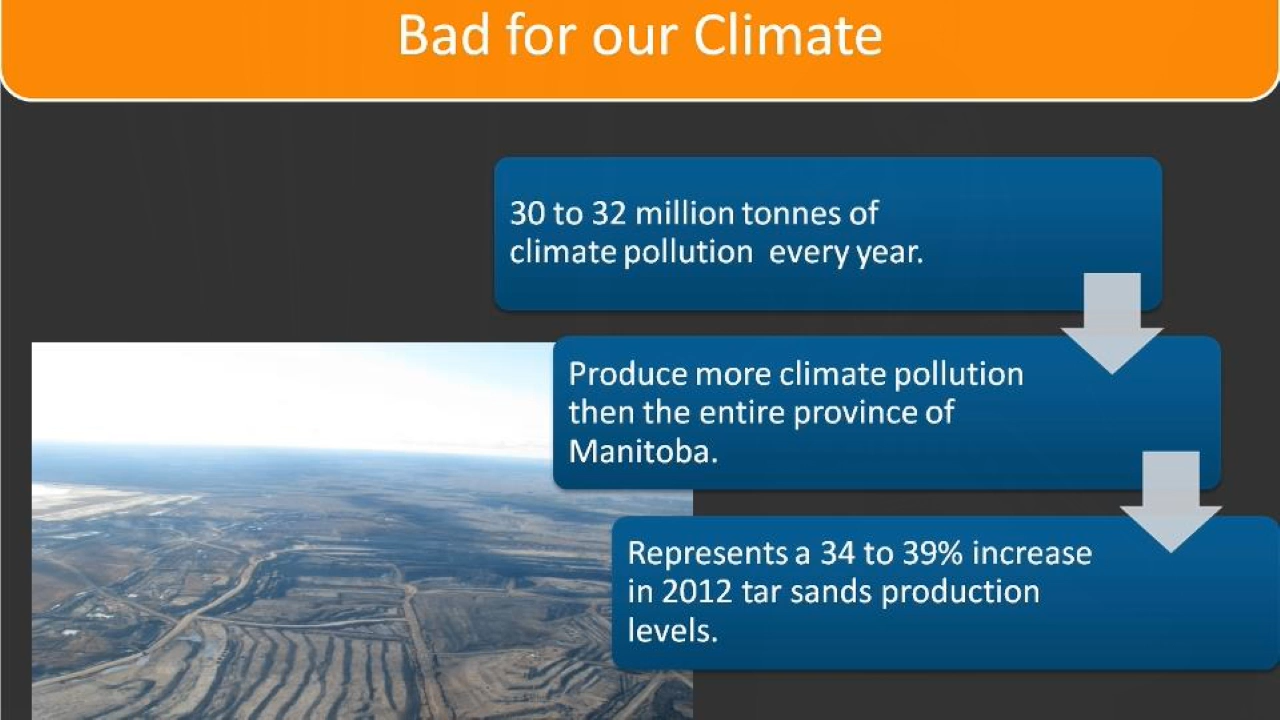 Bad for our Climate
30 to 32 million tonnes of
climate pollution every year.
Produce more climate pollution
then the entire province of
Manitoba.
Represents a 34 to 39% increase
in 2012 tar sands production
levels.